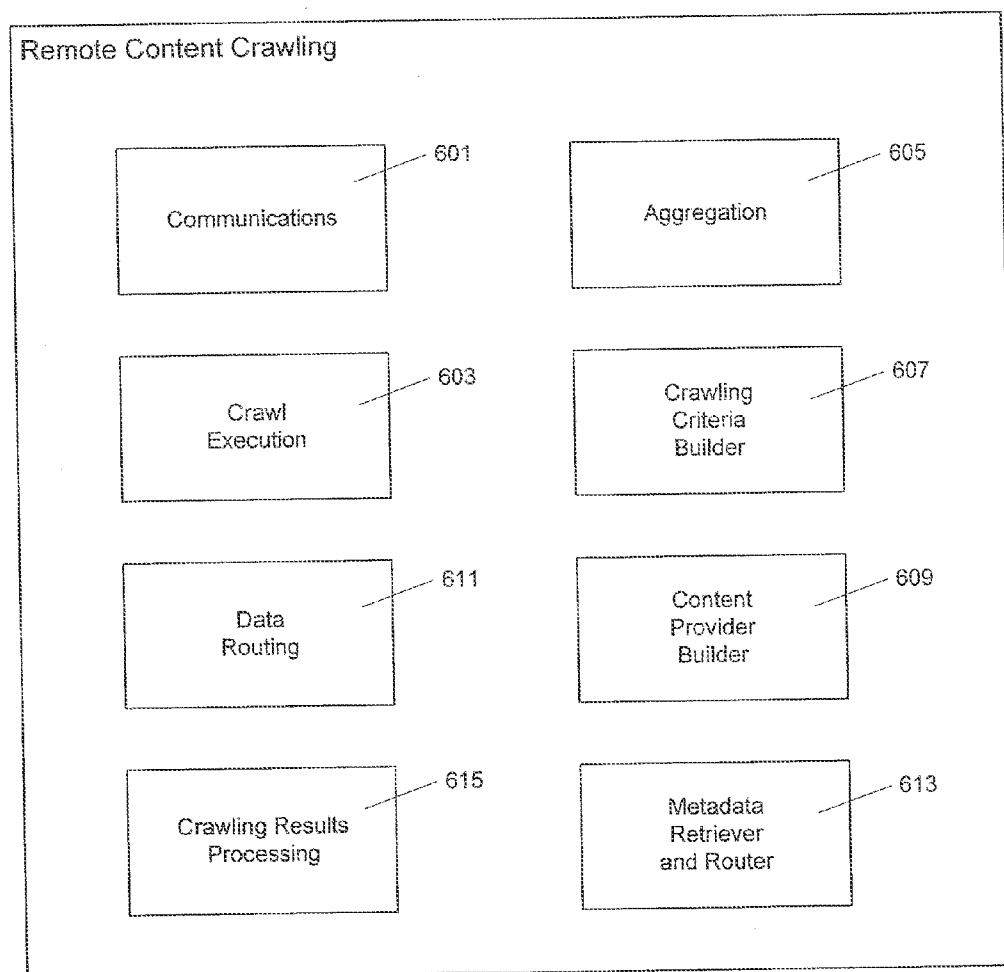 Remote Content Crawling
601
Communications
605
Aggregation
603
Crawl
Execution
607
Crawling
Criteria
Builder
611
Data
Routing
609
Content
Provider
Builder
615
Crawling Results
Processing
613
Metadata
Retriever
and Router